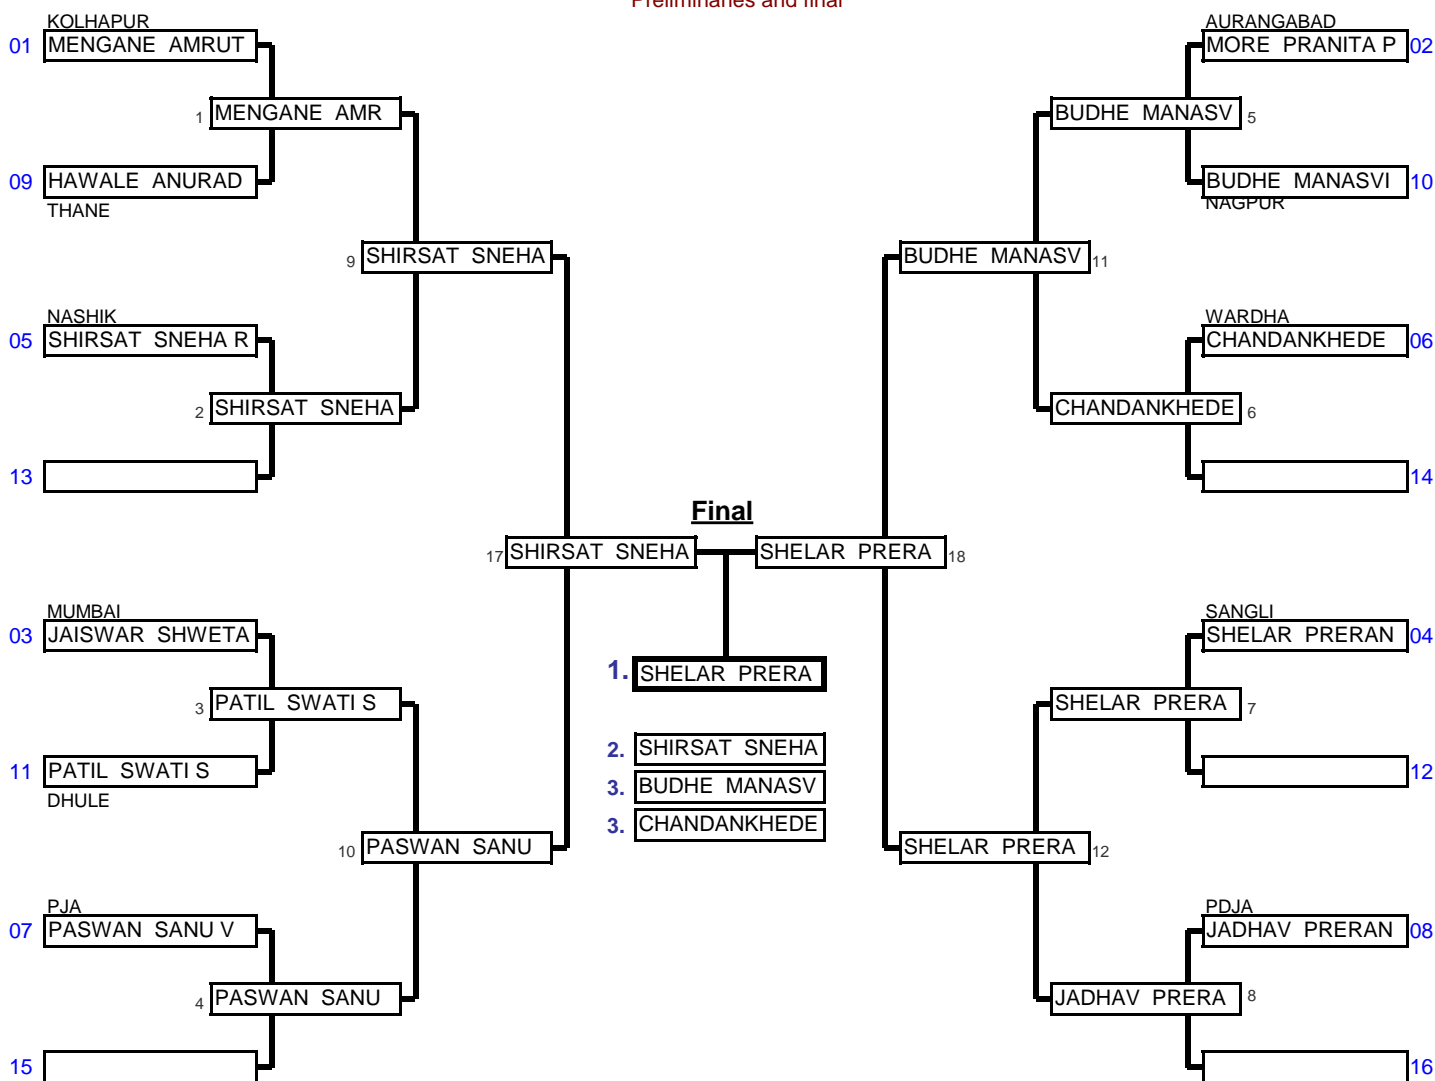 Preliminaries and final
KOLHAPUR
AURANGABAD
01 MENGANE AMRUT
MORE PRANITA P 02
1 MENGANE AMR
BUDHE MANASV 5
09 HAWALE ANURAD
BUDHE MANASVI 10
THANE
NAGPUR
9 SHIRSAT SNEHA
BUDHE MANASV 11
NASHIK
WARDHA
05 SHIRSAT SNEHA R
CHANDANKHEDE 06
2 SHIRSAT SNEHA
CHANDANKHEDE 6
13
14
Final
17 SHIRSAT SNEHA
SHELAR PRERA 18
MUMBAI
SANGLI
03 JAISWAR SHWETA
SHELAR PRERAN 04
1. SHELAR PRERA
3 PATIL SWATI S
SHELAR PRERA 7
2. SHIRSAT SNEHA
11 PATIL SWATI S
3. BUDHE MANASV
12
DHULE
3. CHANDANKHEDE
10 PASWAN SANU
SHELAR PRERA 12
PJA
PDJA
07 PASWAN SANU V
JADHAV PRERAN 08
4 PASWAN SANU
JADHAV PRERA 8
15
16